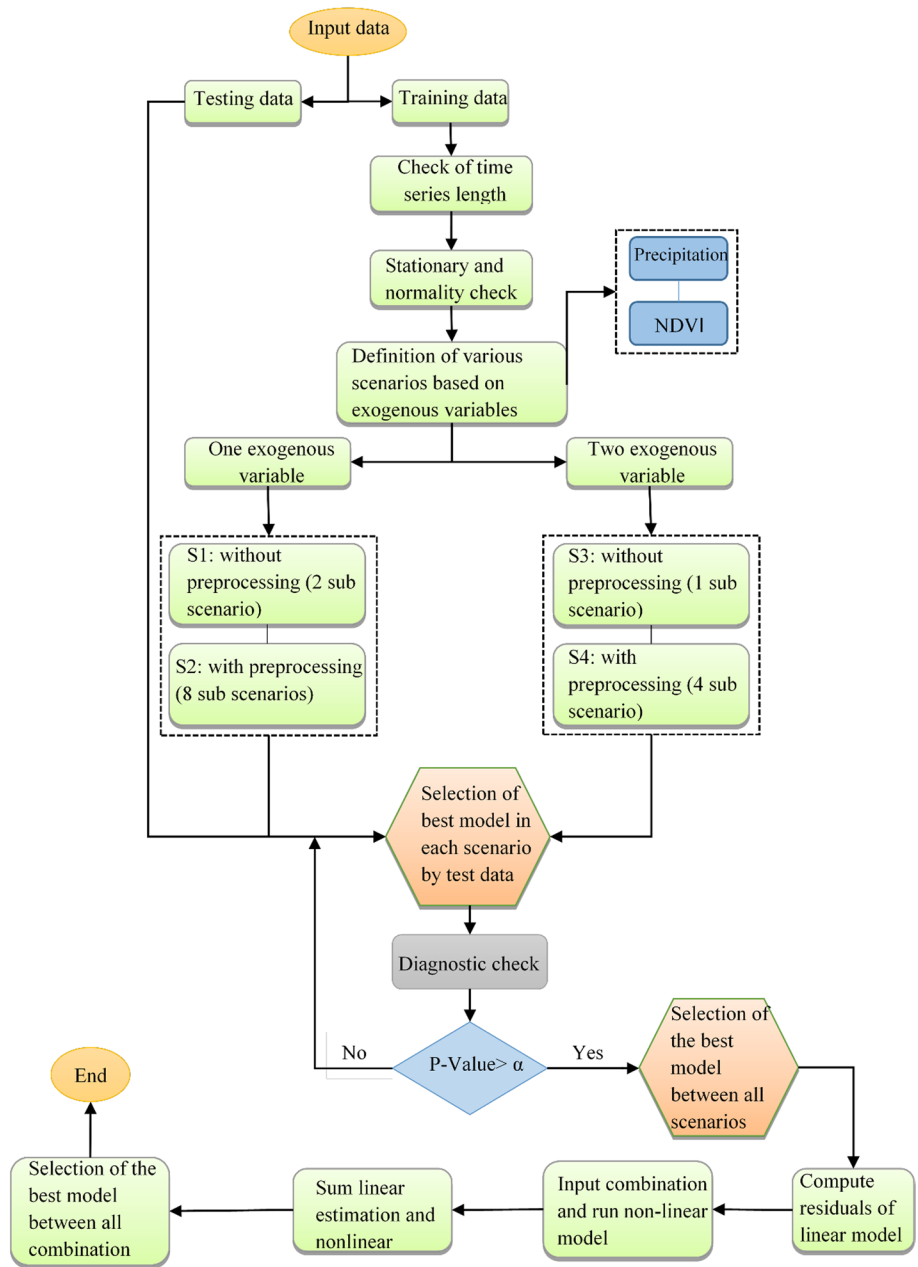 Input data
Testing data
Training data
Check of time
series length
Stationary and
normality check
Precipitation
NDVI
Definition of various
scenarios based on
exogenous variables
One exogenous
variable
Two exogenous
variable
S1: without
preprocessing (2 sub
scenario)
S2: with preprocessing
(8 sub scenarios)
S3: without
preprocessing (1 sub
scenario)
S4: with
preprocessing (4 sub
scenario)
Selection of
best model in
each scenario
by test data
Diagnostic check
P-Value> α
No
Yes
Selection of
the best
model
between all
scenarios
Compute
residuals of
linear model
Input combination
and run non-linear
model
Sum linear
estimation and
nonlinear
Selection of the
best model
between all
combination
End